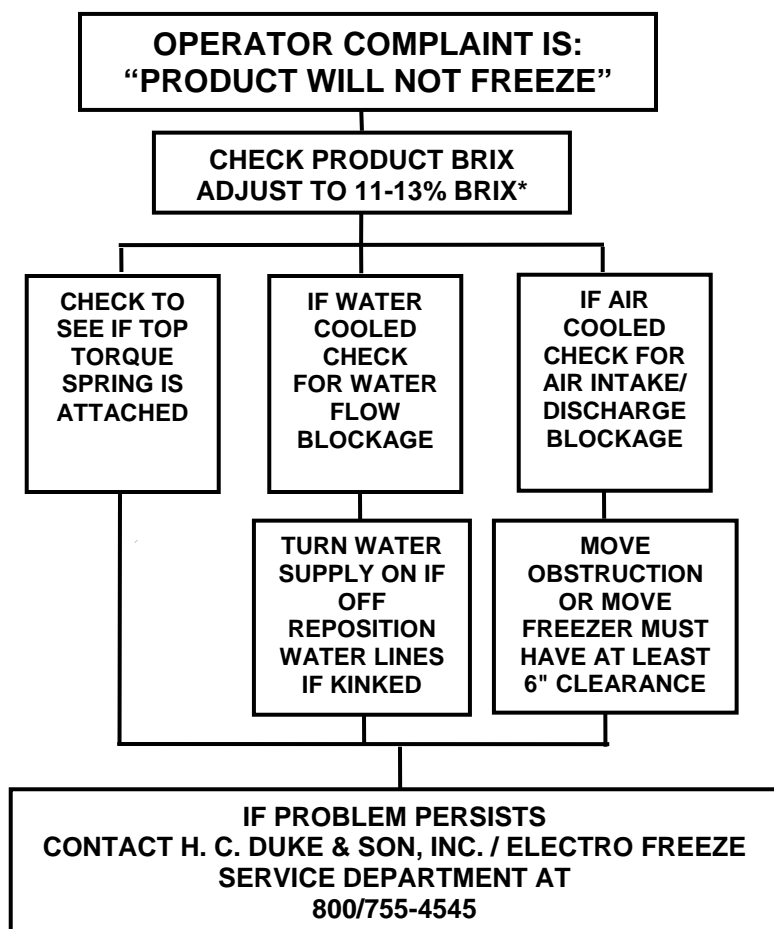 OPERATOR COMPLAINT IS:
“PRODUCT WILL NOT FREEZE”
CHECK PRODUCT BRIX
ADJUST TO 11-13% BRIX*
CHECK TO
SEE IF TOP
TORQUE
SPRING IS
ATTACHED
IF WATER
COOLED
CHECK
FOR WATER
FLOW
BLOCKAGE
IF AIR
COOLED
CHECK FOR
AIR INTAKE/
DISCHARGE
BLOCKAGE
TURN WATER
SUPPLY ON IF
OFF
REPOSITION
WATER LINES
IF KINKED
MOVE
OBSTRUCTION
OR MOVE
FREEZER MUST
HAVE AT LEAST
6" CLEARANCE
IF PROBLEM PERSISTS
CONTACT H. C. DUKE & SON, INC. / ELECTRO FREEZE
SERVICE DEPARTMENT AT
800/755-4545